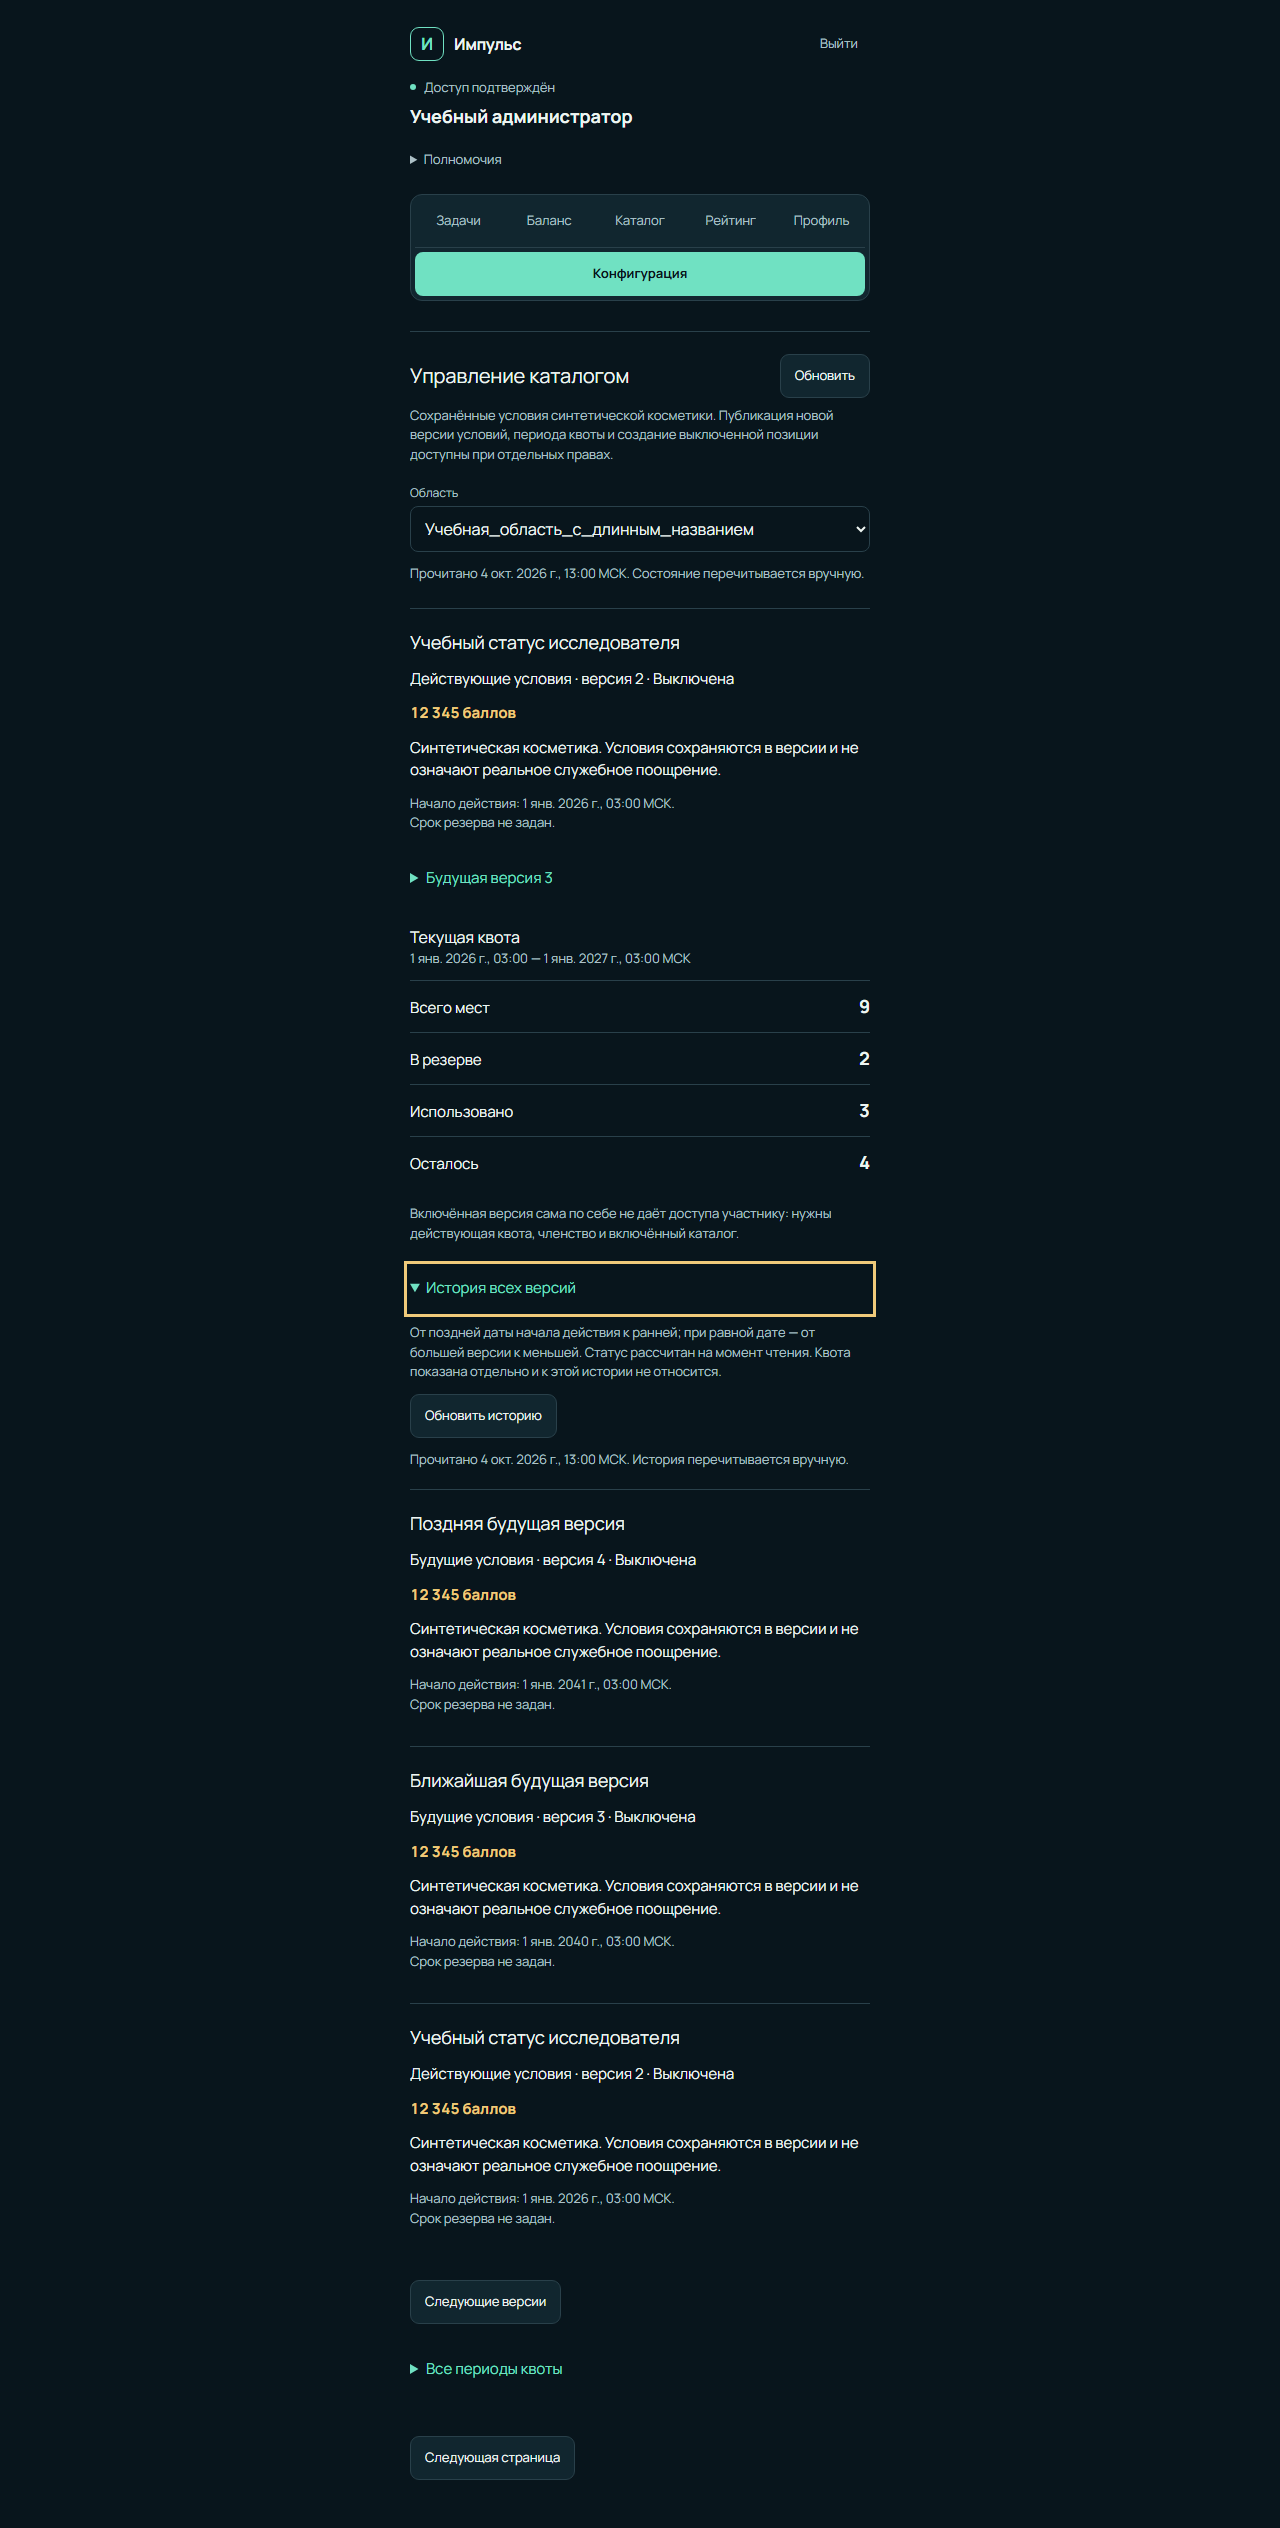 И Импульс
Выйти
Доступ подтверждён
Учебный администратор
Полномочия
Задачи Баланс Каталог Рейтинг Профиль
Конфигурация
Управление каталогом
Обновить
Сохранённые условия синтетической косметики. Публикация новой
версии условий, периода квоты и создание выключенной позиции
доступны при отдельных правах.
Область
Учебная_область_с_длинным_названием
Прочитано 4 окт. 2026 г., 13:00 МСК. Состояние перечитывается вручную.
Учебный статус исследователя
Действующие условия · версия 2 · Выключена
12 345 баллов
Синтетическая косметика. Условия сохраняются в версии и не
означают реальное служебное поощрение.
Начало действия: 1 янв. 2026 г., 03:00 МСК.
Срок резерва не задан.
Будущая версия 3
Текущая квота
1 янв. 2026 г., 03:00 — 1 янв. 2027 г., 03:00 МСК
Всего мест 9
В резерве 2
Использовано 3
Осталось 4
Включённая версия сама по себе не даёт доступа участнику: нужны
действующая квота, членство и включённый каталог.
История всех версий
От поздней даты начала действия к ранней; при равной дате — от
большей версии к меньшей. Статус рассчитан на момент чтения. Квота
показана отдельно и к этой истории не относится.
Обновить историю
Прочитано 4 окт. 2026 г., 13:00 МСК. История перечитывается вручную.
Поздняя будущая версия
Будущие условия · версия 4 · Выключена
12 345 баллов
Синтетическая косметика. Условия сохраняются в версии и не
означают реальное служебное поощрение.
Начало действия: 1 янв. 2041 г., 03:00 МСК.
Срок резерва не задан.
Ближайшая будущая версия
Будущие условия · версия 3 · Выключена
12 345 баллов
Синтетическая косметика. Условия сохраняются в версии и не
означают реальное служебное поощрение.
Начало действия: 1 янв. 2040 г., 03:00 МСК.
Срок резерва не задан.
Учебный статус исследователя
Действующие условия · версия 2 · Выключена
12 345 баллов
Синтетическая косметика. Условия сохраняются в версии и не
означают реальное служебное поощрение.
Начало действия: 1 янв. 2026 г., 03:00 МСК.
Срок резерва не задан.
Следующие версии
Все периоды квоты
Следующая страница